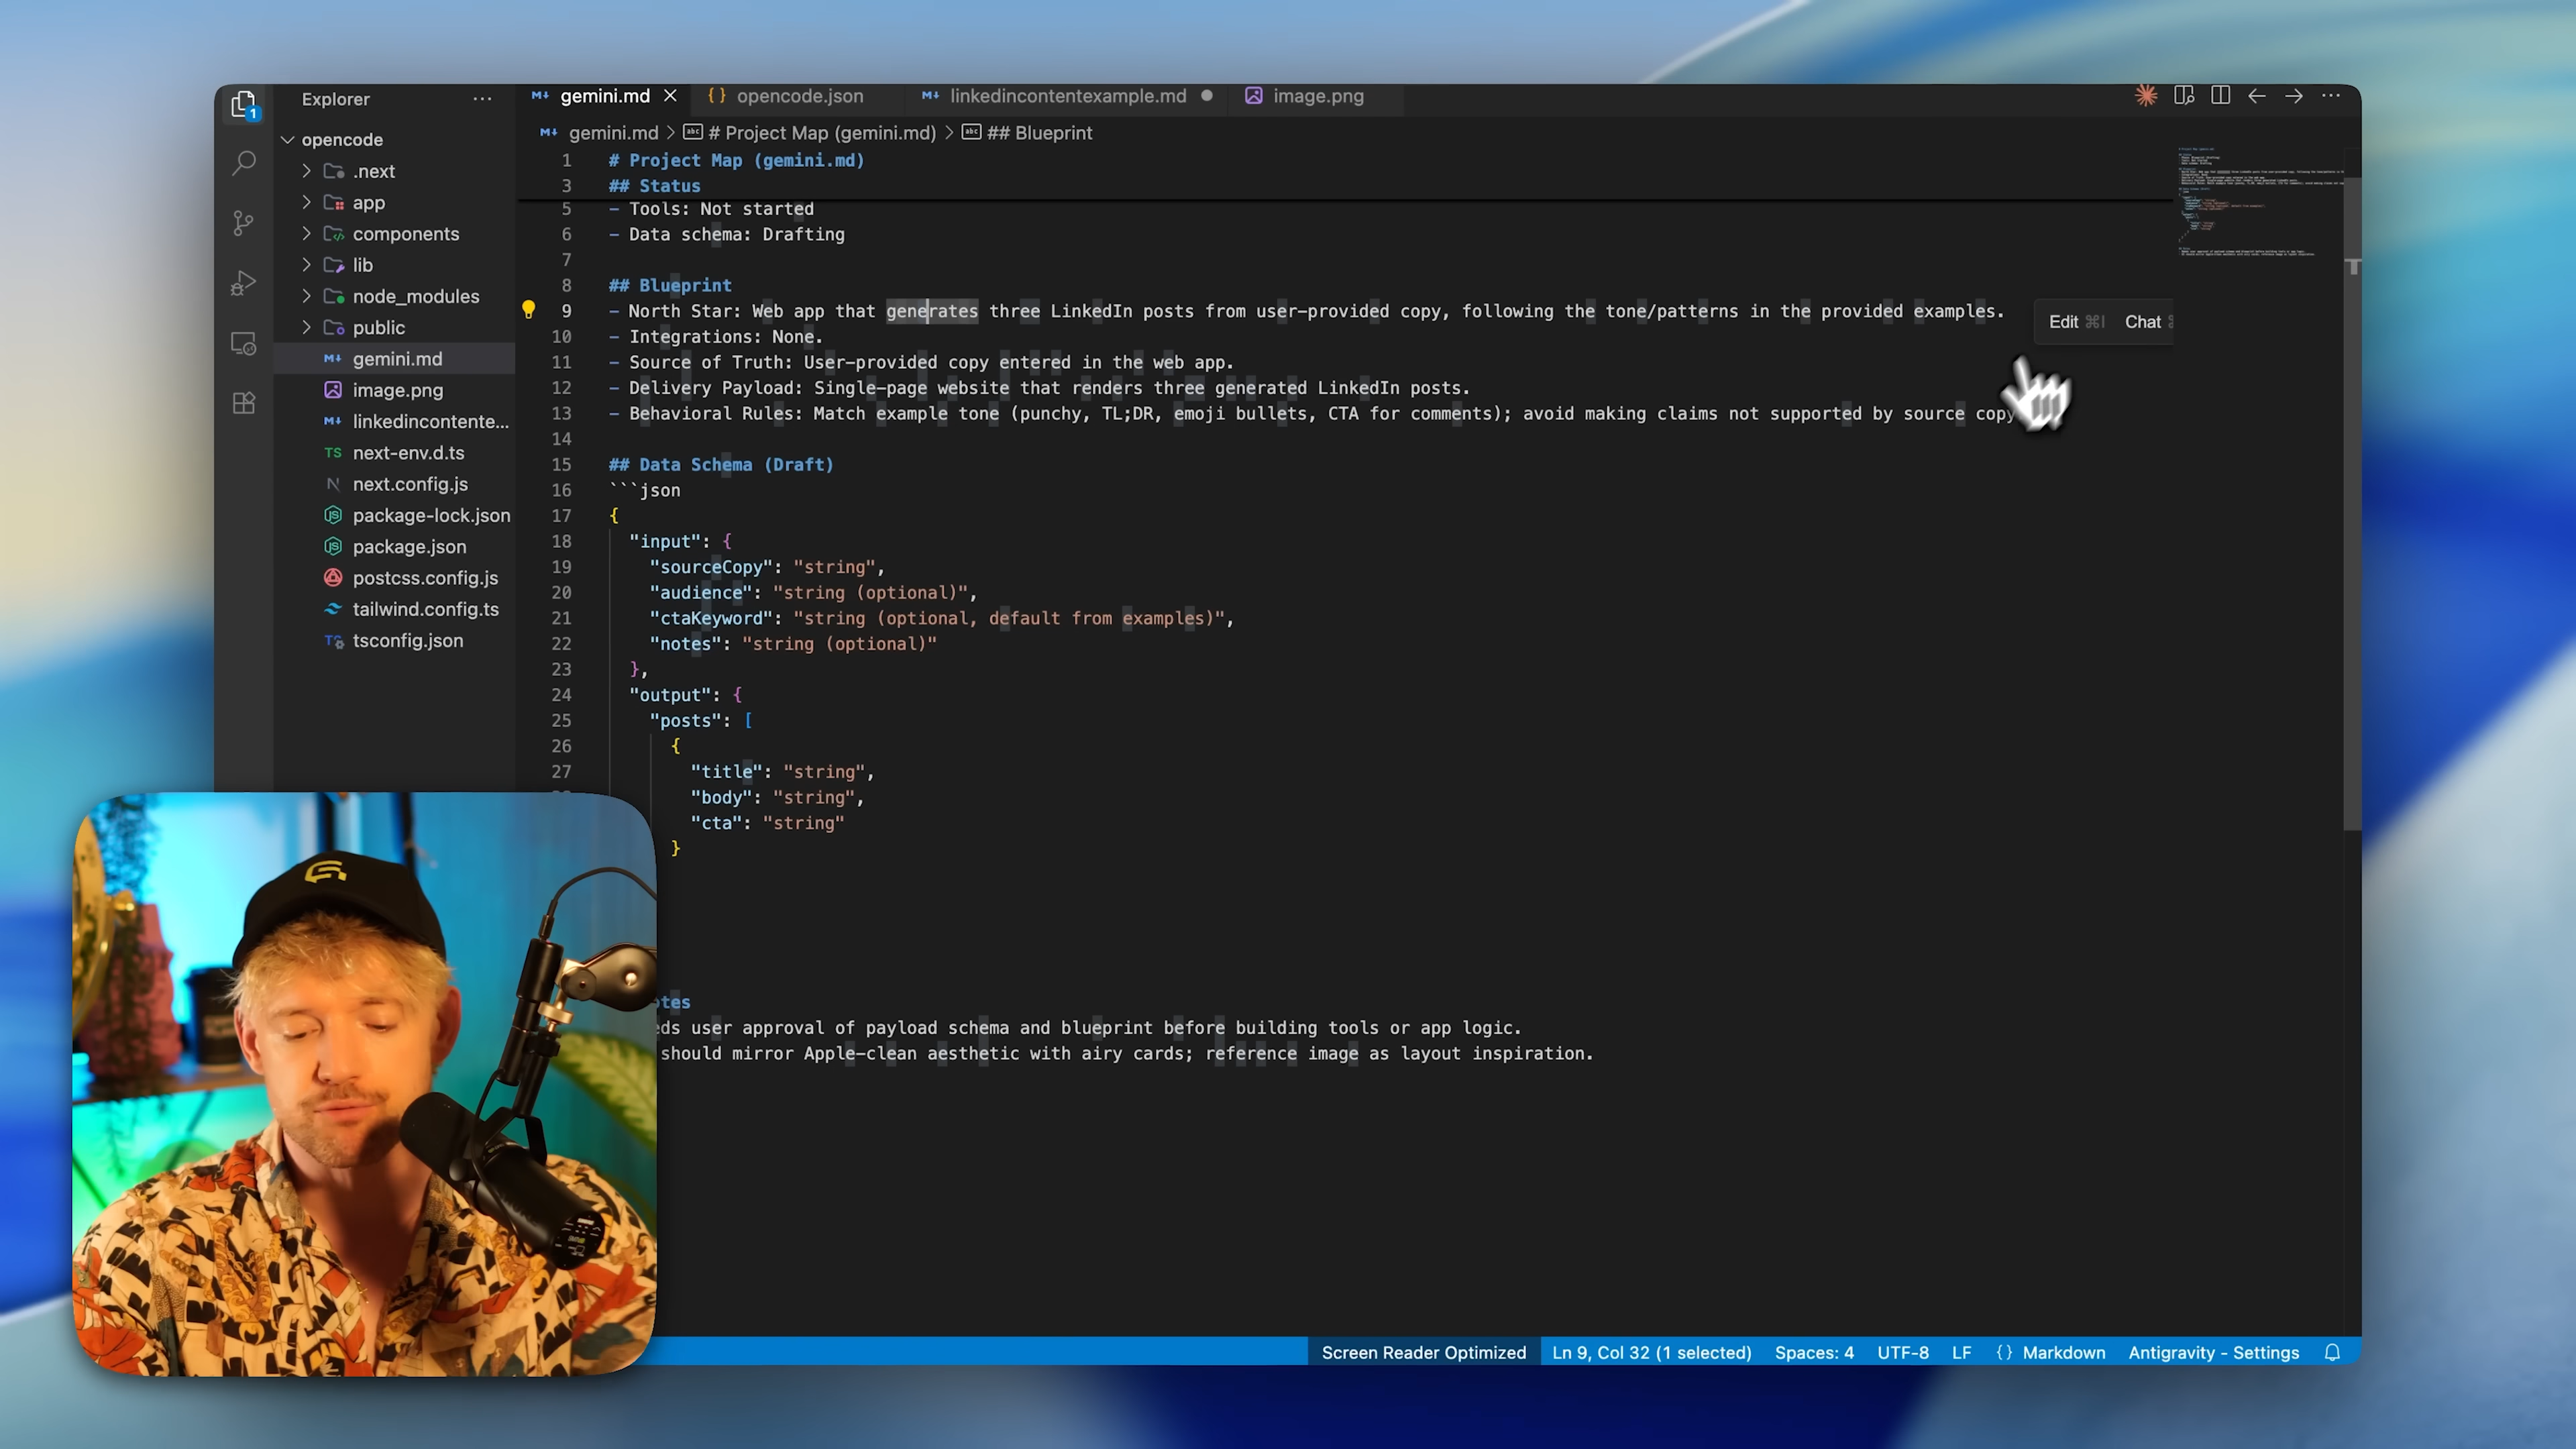 Explorer
gemini.md
opencode.json
linkedincontentexample.md
image.png
1
gemini.md > # Project Map (gemini.md) > ## Blueprint
opencode
.next
app
components
lib
node_modules
public
gemini.md
image.png
linkedincontente...
next-env.d.ts
next.config.js
package-lock.json
package.json
postcss.config.js
tailwind.config.ts
tsconfig.json
1 # Project Map (gemini.md)
3 ## Status
5 - Tools: Not started
6 - Data schema: Drafting
7
8 ## Blueprint
9 - North Star: Web app that generates three LinkedIn posts from user-provided copy, following the tone/patterns in the provided examples.
Edit ⌘I Chat
10 - Integrations: None.
11 - Source of Truth: User-provided copy entered in the web app.
12 - Delivery Payload: Single-page website that renders three generated LinkedIn posts.
13 - Behavioral Rules: Match example tone (punchy, TL;DR, emoji bullets, CTA for comments); avoid making claims not supported by source copy
14
15 ## Data Schema (Draft)
16 ```json
17 {
18 "input": {
19 "sourceCopy": "string",
20 "audience": "string (optional)",
21 "ctaKeyword": "string (optional, default from examples)",
22 "notes": "string (optional)"
23 },
24 "output": {
25 "posts": [
26 {
27 "title": "string",
"body": "string",
"cta": "string"
}
otes
eds user approval of payload schema and blueprint before building tools or app logic.
should mirror Apple-clean aesthetic with airy cards; reference image as layout inspiration.
Screen Reader Optimized Ln 9, Col 32 (1 selected) Spaces: 4 UTF-8 LF {} Markdown Antigravity - Settings